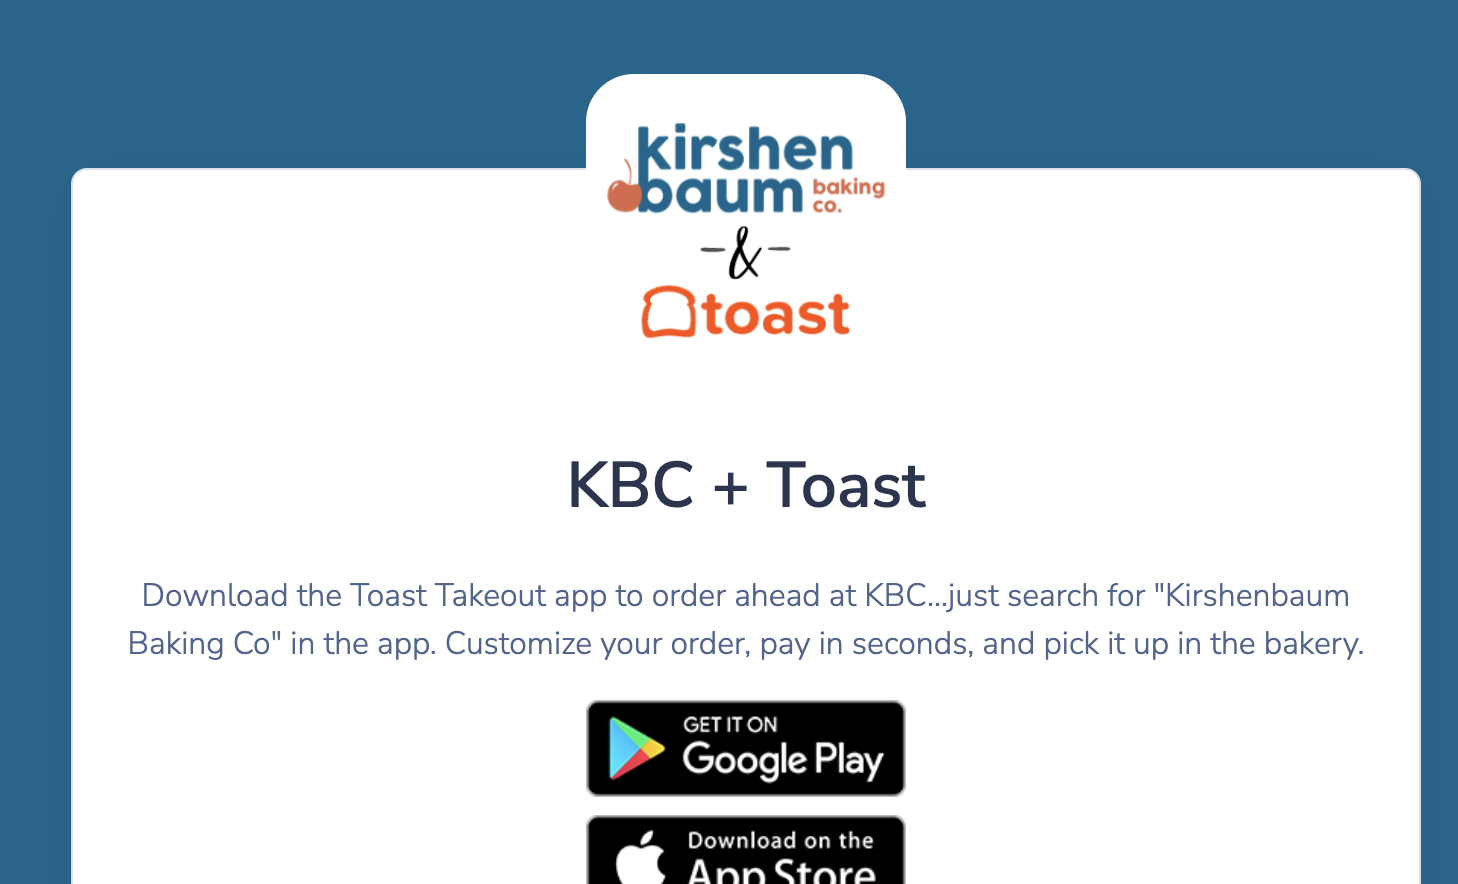 kirshen
baum baking
co.
-&-
toast
KBC + Toast
Download the Toast Takeout app to order ahead at KBC...just search for "Kirshenbaum
Baking Co" in the app. Customize your order, pay in seconds, and pick it up in the bakery.
GET IT ON
Google Play
Download on the
App Store